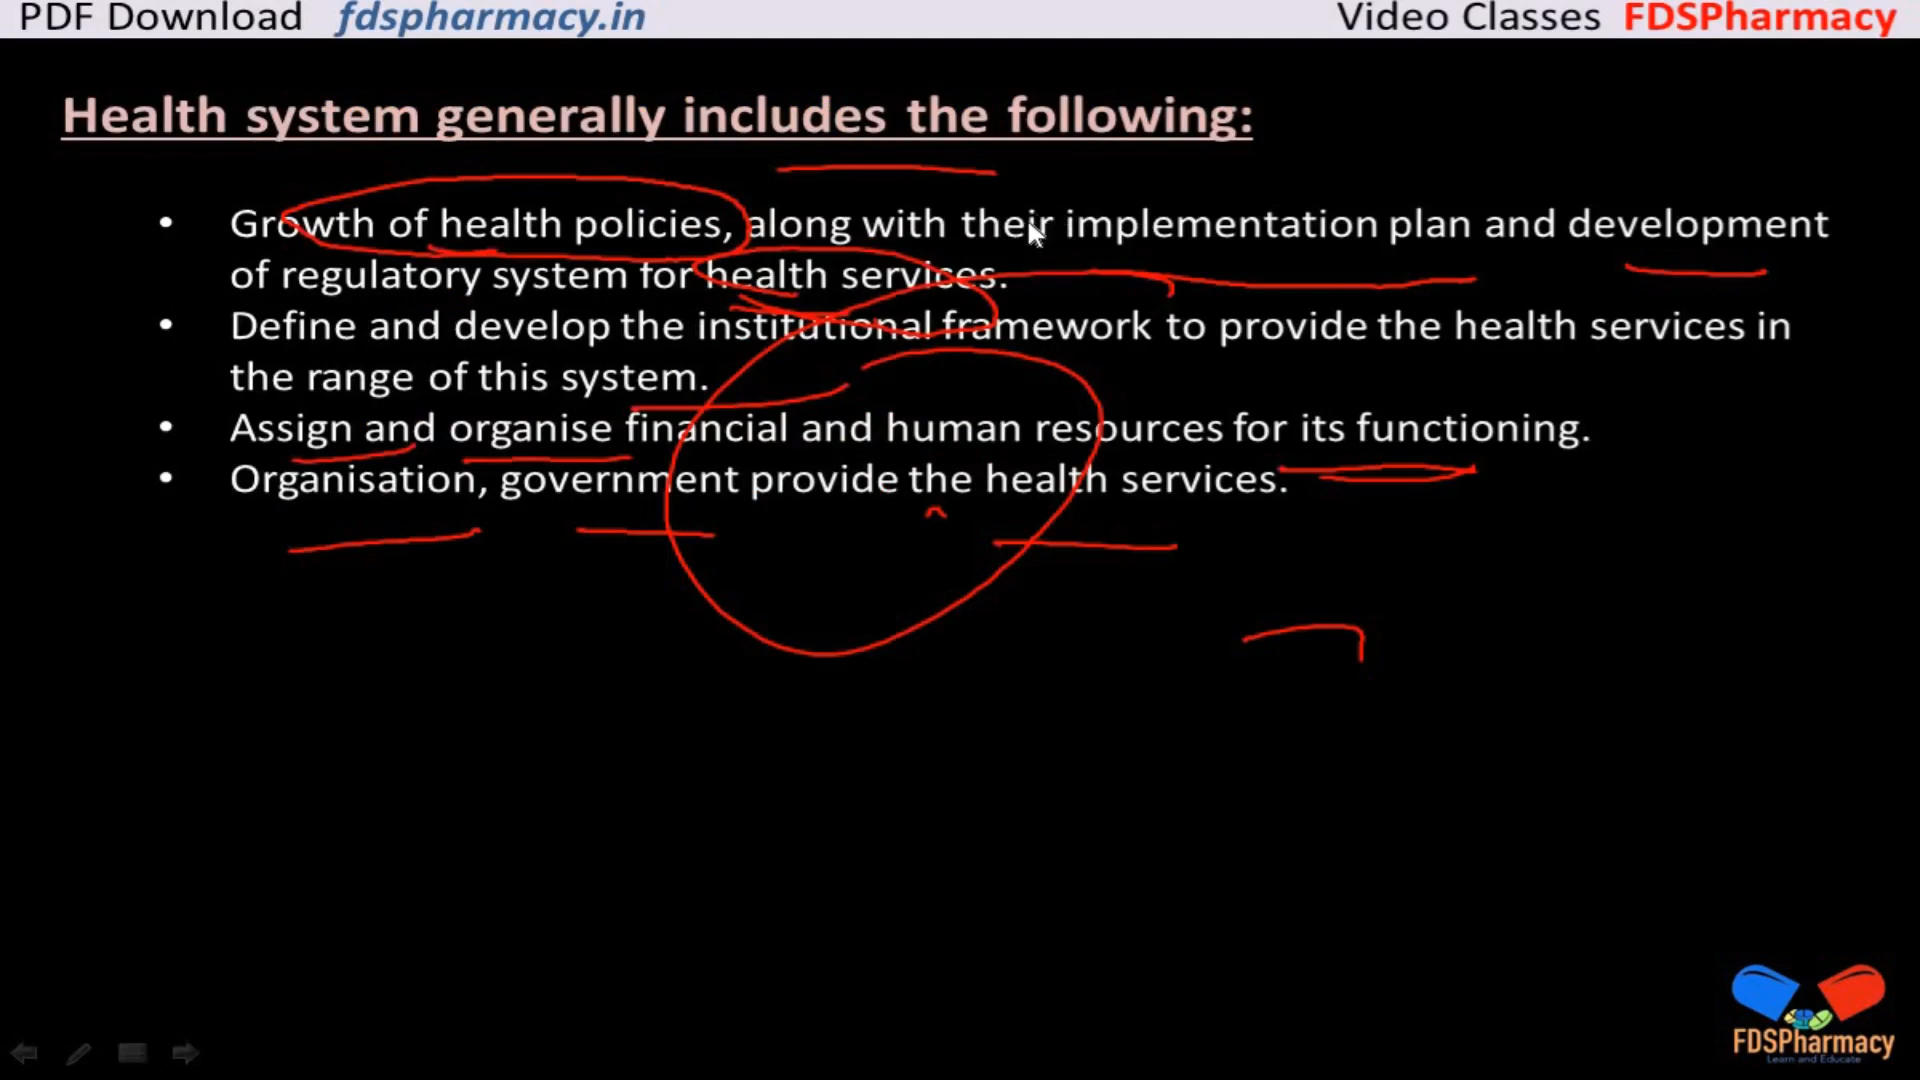 PDF Download fdspharmacy.in Video Classes FDSPharmacy
Health system generally includes the following:
• Growth of health policies, along with their implementation plan and development
of regulatory system for health services.
• Define and develop the institutional framework to provide the health services in
the range of this system.
• Assign and organise financial and human resources for its functioning.
• Organisation, government provide the health services.
FDSPharmacy
Learn and Educate